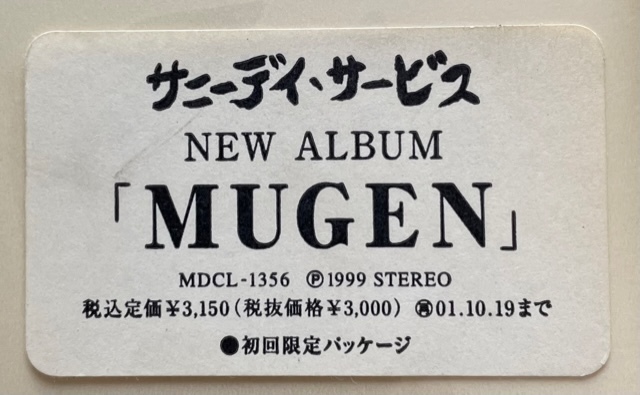 サニーデイ・サービス
NEW ALBUM
「MUGEN」
MDCL-1356 Ⓟ1999 STEREO
税込定価¥3,150(税抜価格¥3,000) 再01.10.19まで
●初回限定パッケージ